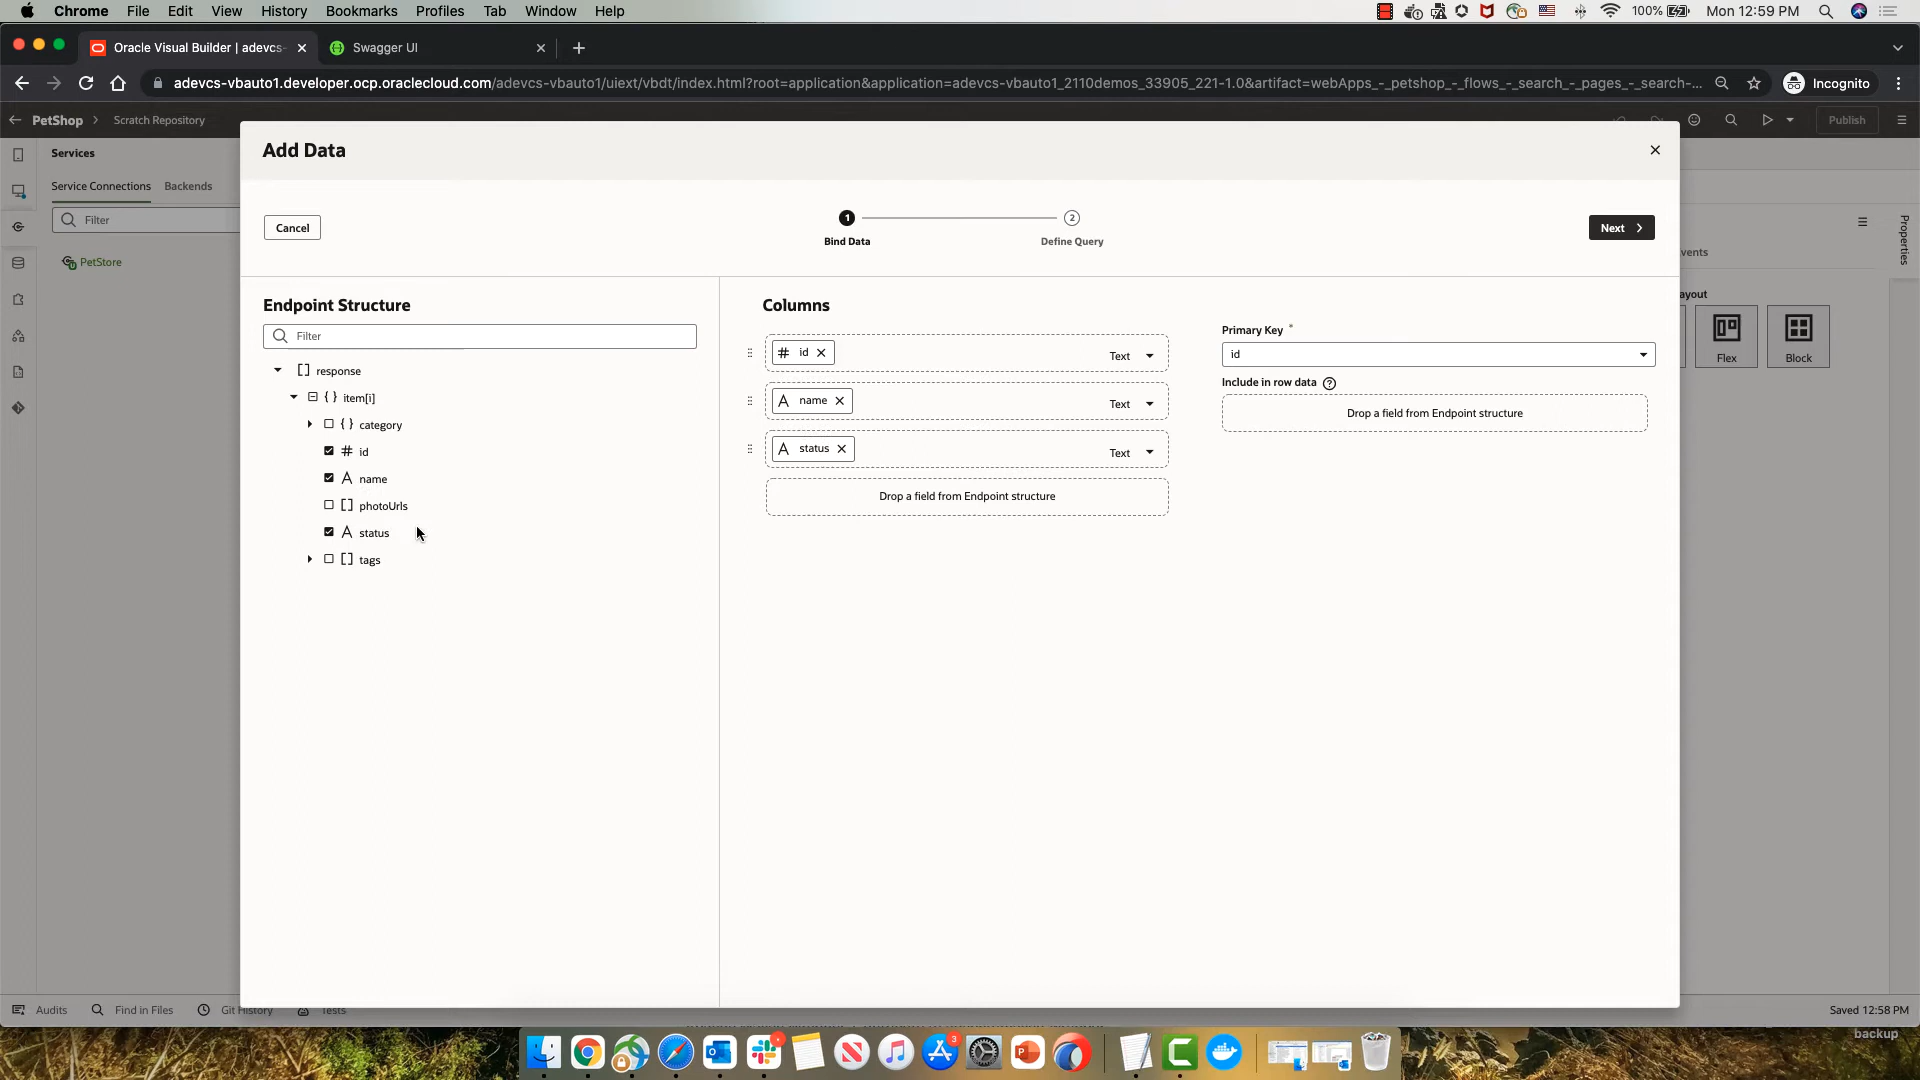 Chrome File Edit View History Bookmarks Profiles Tab Window Help 100% Mon 12:59 PM
Oracle Visual Builder | adevcs- Swagger UI
adevcs-vbauto1.developer.ocp.oraclecloud.com/adevcs-vbauto1/uiext/vbdt/index.html?root=application&application=adevcs-vbauto1_2110demos_33905_221-1.0&artifact=webApps_-_petshop_-_flows_-_search_-_pages_-_search-... Incognito
PetShop Scratch Repository Publish
Services
Service Connections Backends
Filter
PetStore
Add Data
Cancel
1 2
Bind Data Define Query
Next
Endpoint Structure
Filter
[] response
{} item[i]
{} category
# id
A name
[] photoUrls
A status
[] tags
Columns
# id Text
A name Text
A status Text
Drop a field from Endpoint structure
Primary Key *
id
Include in row data ?
Drop a field from Endpoint structure
vents
ayout
Flex Block
Properties
Audits Find in Files Git History Tests Saved 12:58 PM
backup
3